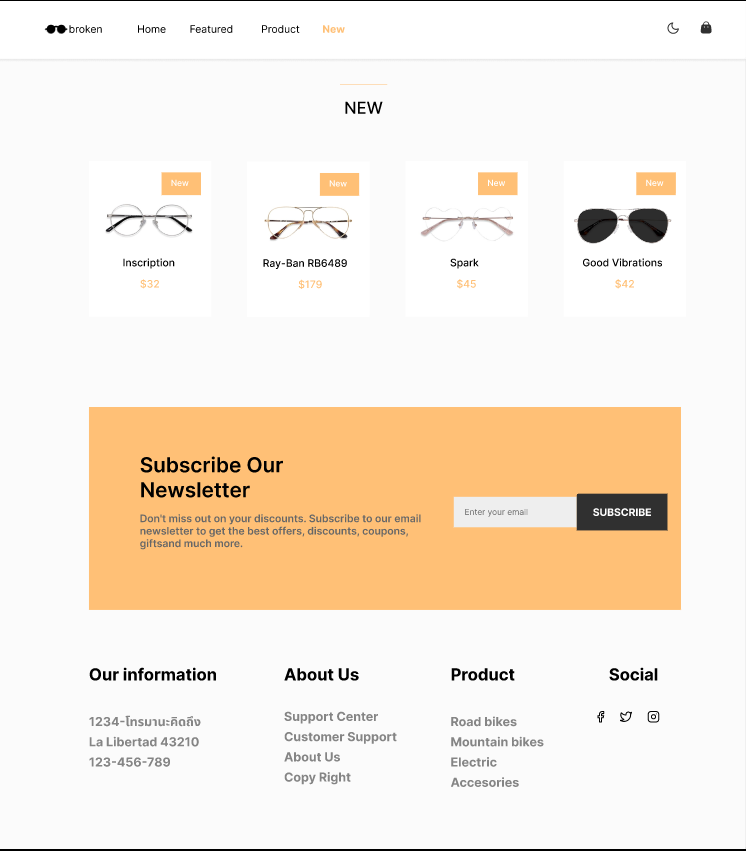 broken Home Featured Product New
NEW
New New New New
Inscription Ray-Ban RB6489 Spark Good Vibrations
$32 $179 $45 $42
Subscribe Our
Newsletter
Don't miss out on your discounts. Subscribe to our email
newsletter to get the best offers, discounts, coupons,
giftsand much more.
Enter your email SUBSCRIBE
Our information
1234-โทรมานะคิดถึง
La Libertad 43210
123-456-789
About Us
Support Center
Customer Support
About Us
Copy Right
Product
Road bikes
Mountain bikes
Electric
Accesories
Social